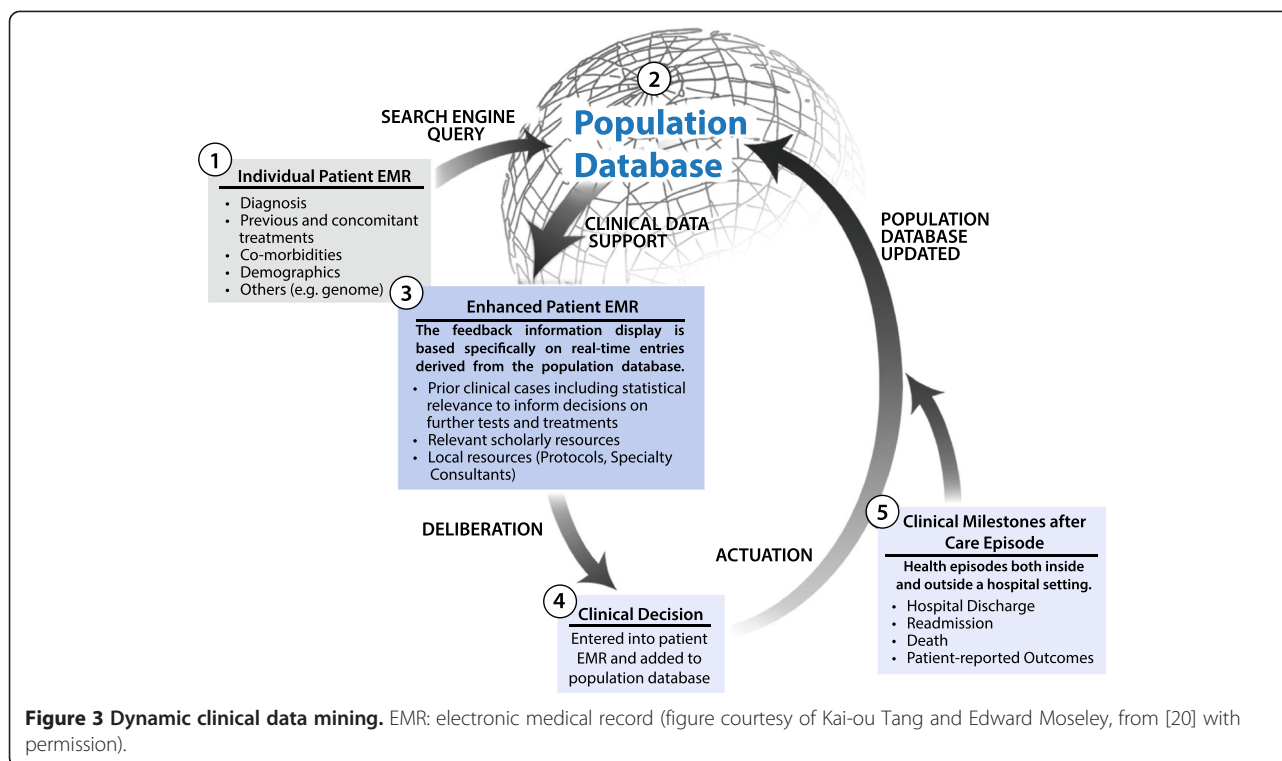 2
Population
Database
SEARCH ENGINE
QUERY
1
Individual Patient EMR
• Diagnosis
• Previous and concomitant
treatments
• Co-morbidities
• Demographics
• Others (e.g. genome)
CLINICAL DATA
SUPPORT
POPULATION
DATABASE
UPDATED
3
Enhanced Patient EMR
The feedback information display is
based specifically on real-time entries
derived from the population database.
• Prior clinical cases including statistical
relevance to inform decisions on
further tests and treatments
• Relevant scholarly resources
• Local resources (Protocols, Specialty
Consultants)
DELIBERATION
4
Clinical Decision
Entered into patient
EMR and added to
population database
ACTUATION
5
Clinical Milestones after
Care Episode
Health episodes both inside
and outside a hospital setting.
• Hospital Discharge
• Readmission
• Death
• Patient-reported Outcomes
Figure 3 Dynamic clinical data mining. EMR: electronic medical record (figure courtesy of Kai-ou Tang and Edward Moseley, from [20] with
permission).